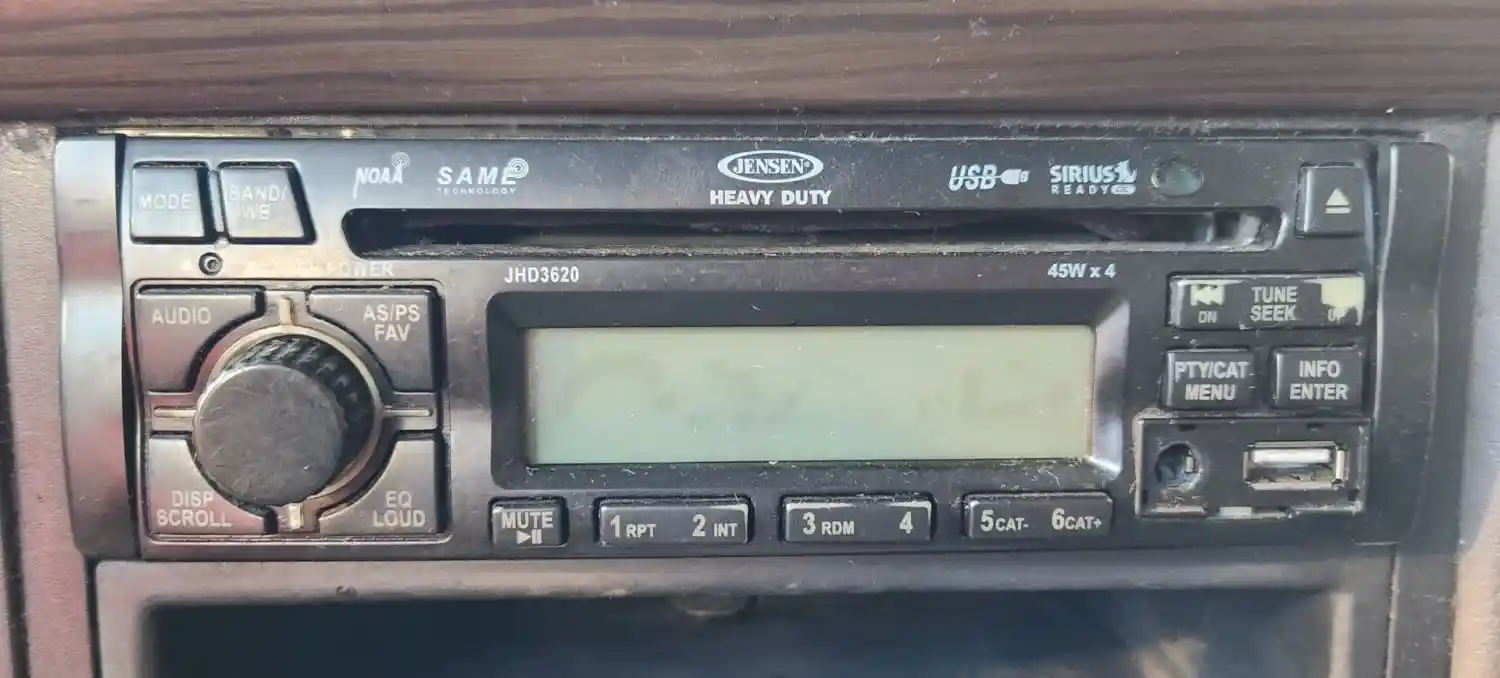 MODE
BAND/
WB
NOAA
SAME
TECHNOLOGY
JENSEN®
HEAVY DUTY
USB
SIRIUS
READY
POWER
JHD3620
45W x 4
AUDIO
AS/PS
FAV
DISP
SCROLL
EQ
LOUD
DN
TUNE
SEEK
UP
PTY/CAT
MENU
INFO
ENTER
MUTE
1 RPT 2 INT
3 RDM 4
5 CAT- 6 CAT+